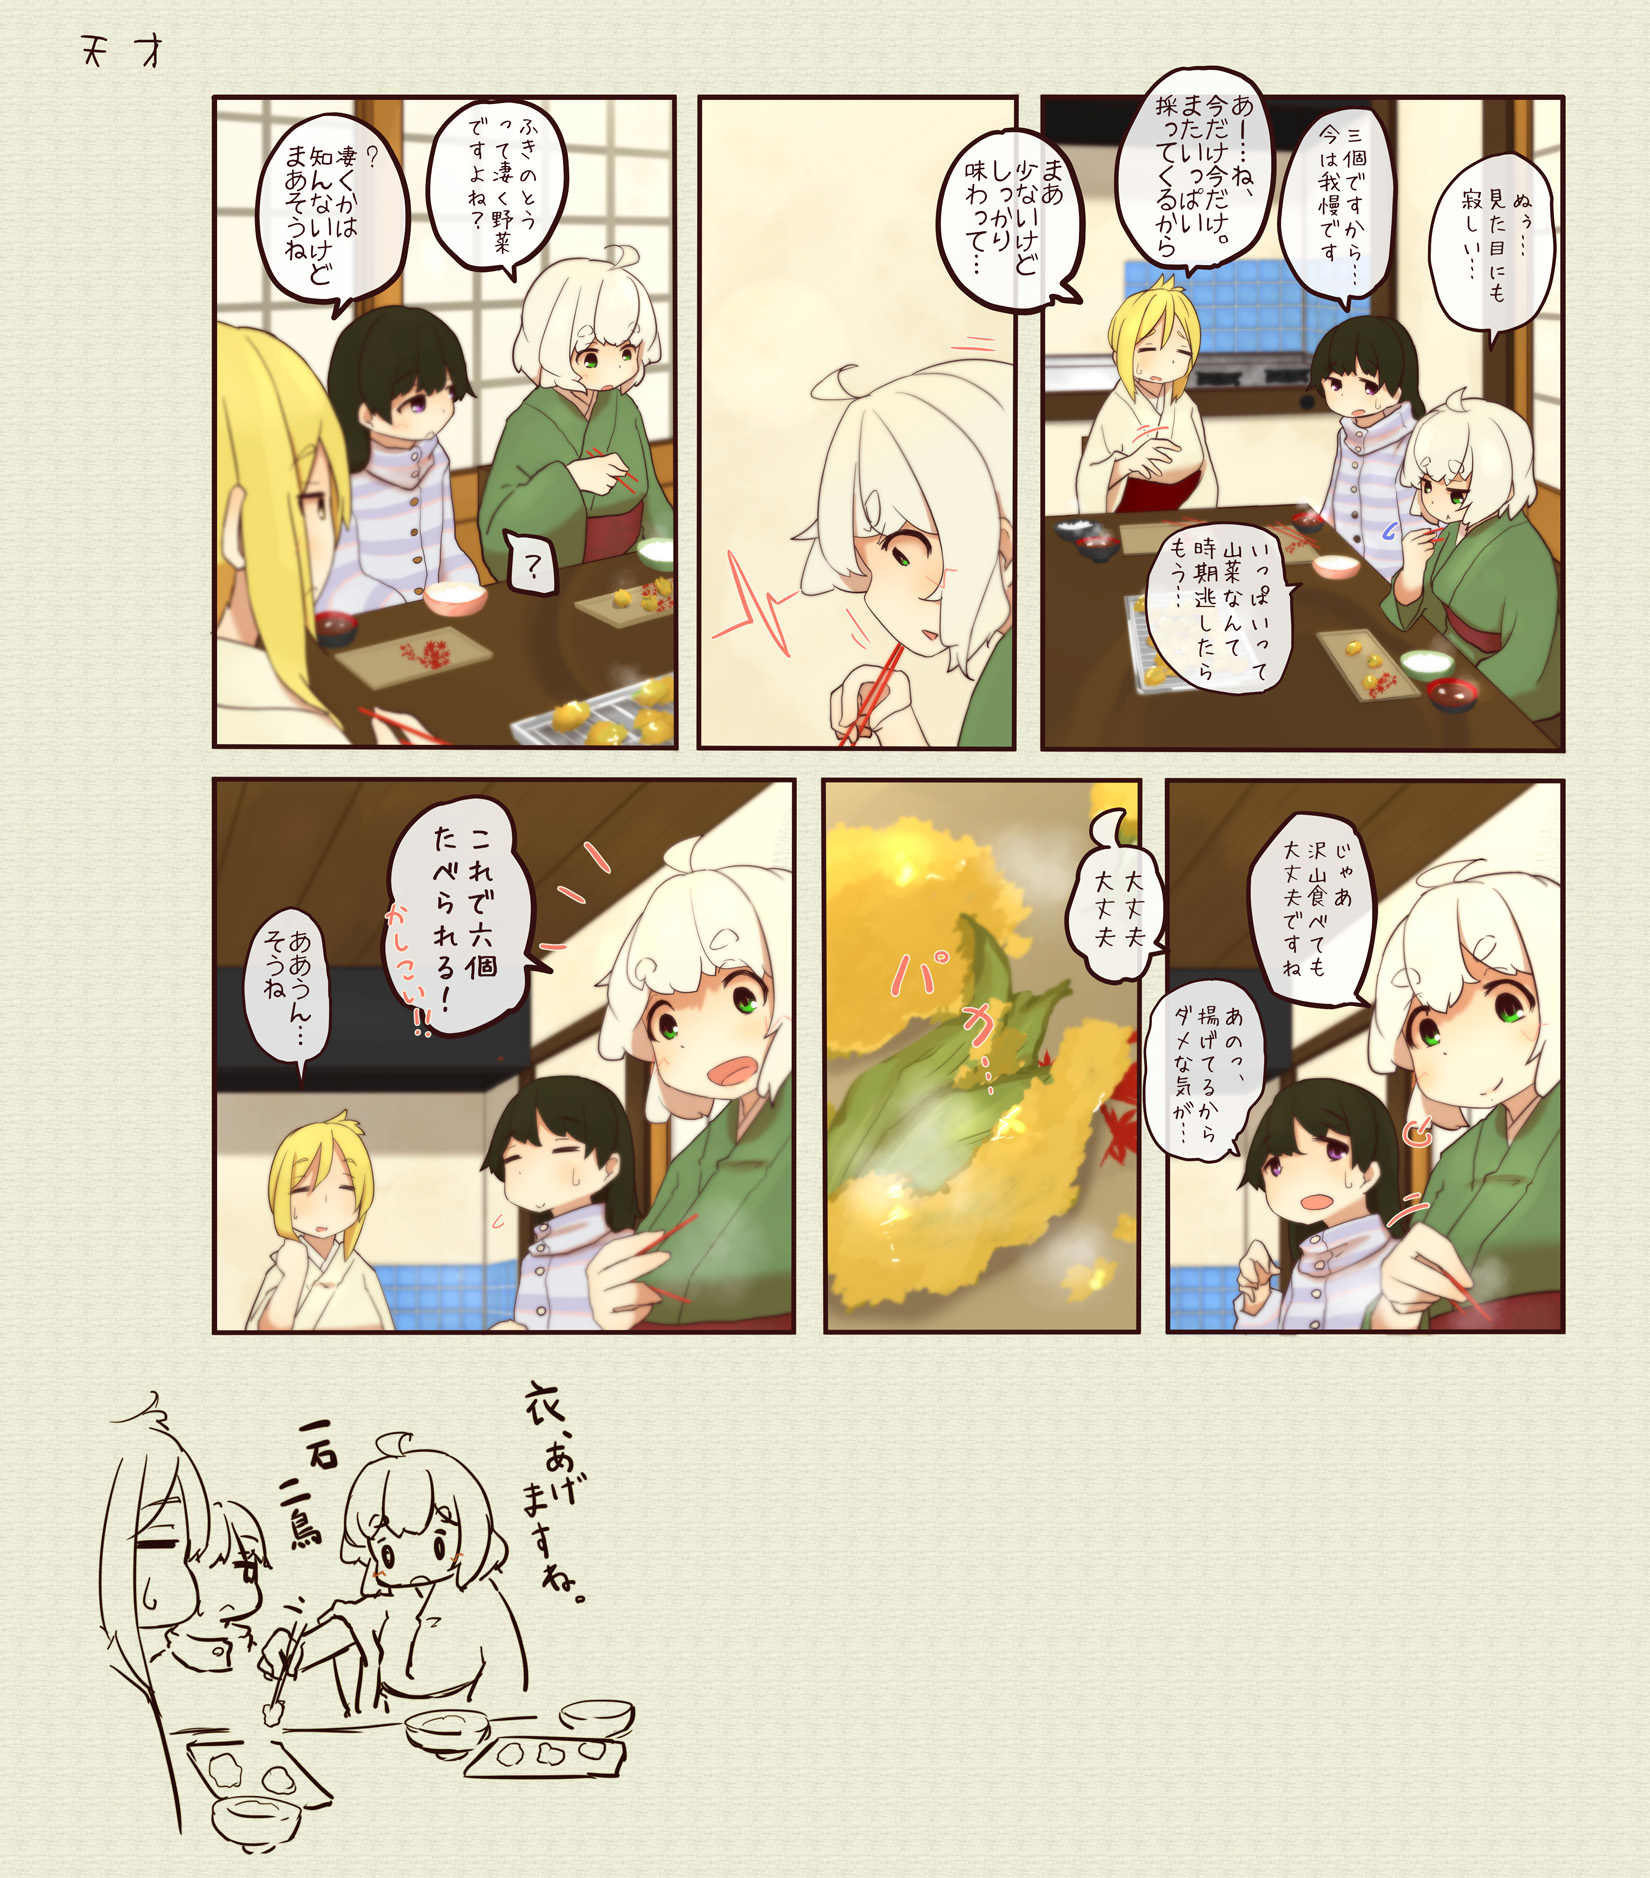 天才
ぬぅ…
見た目にも
寂しい…
三個ですから…
今は我慢です
あー…ね、
今だけ今だけ。
またいっぱい
採ってくるから
いっぱいって
山菜なんて
時期逃したら
もう…
まあ
少ないけど
しっかり
味わって…
ふきのとう
って凄く野菜
ですよね？
？
凄くかは
知んないけど
まあそうね
？
じゃあ
沢山食べても
大丈夫ですね
あのっ、
揚げてるから
ダメな気が…
大丈夫
大丈夫
パカ…
これで六個
たべられる！
かしこい!!
ああうん…
そうね
衣、あげますね。
一石二鳥